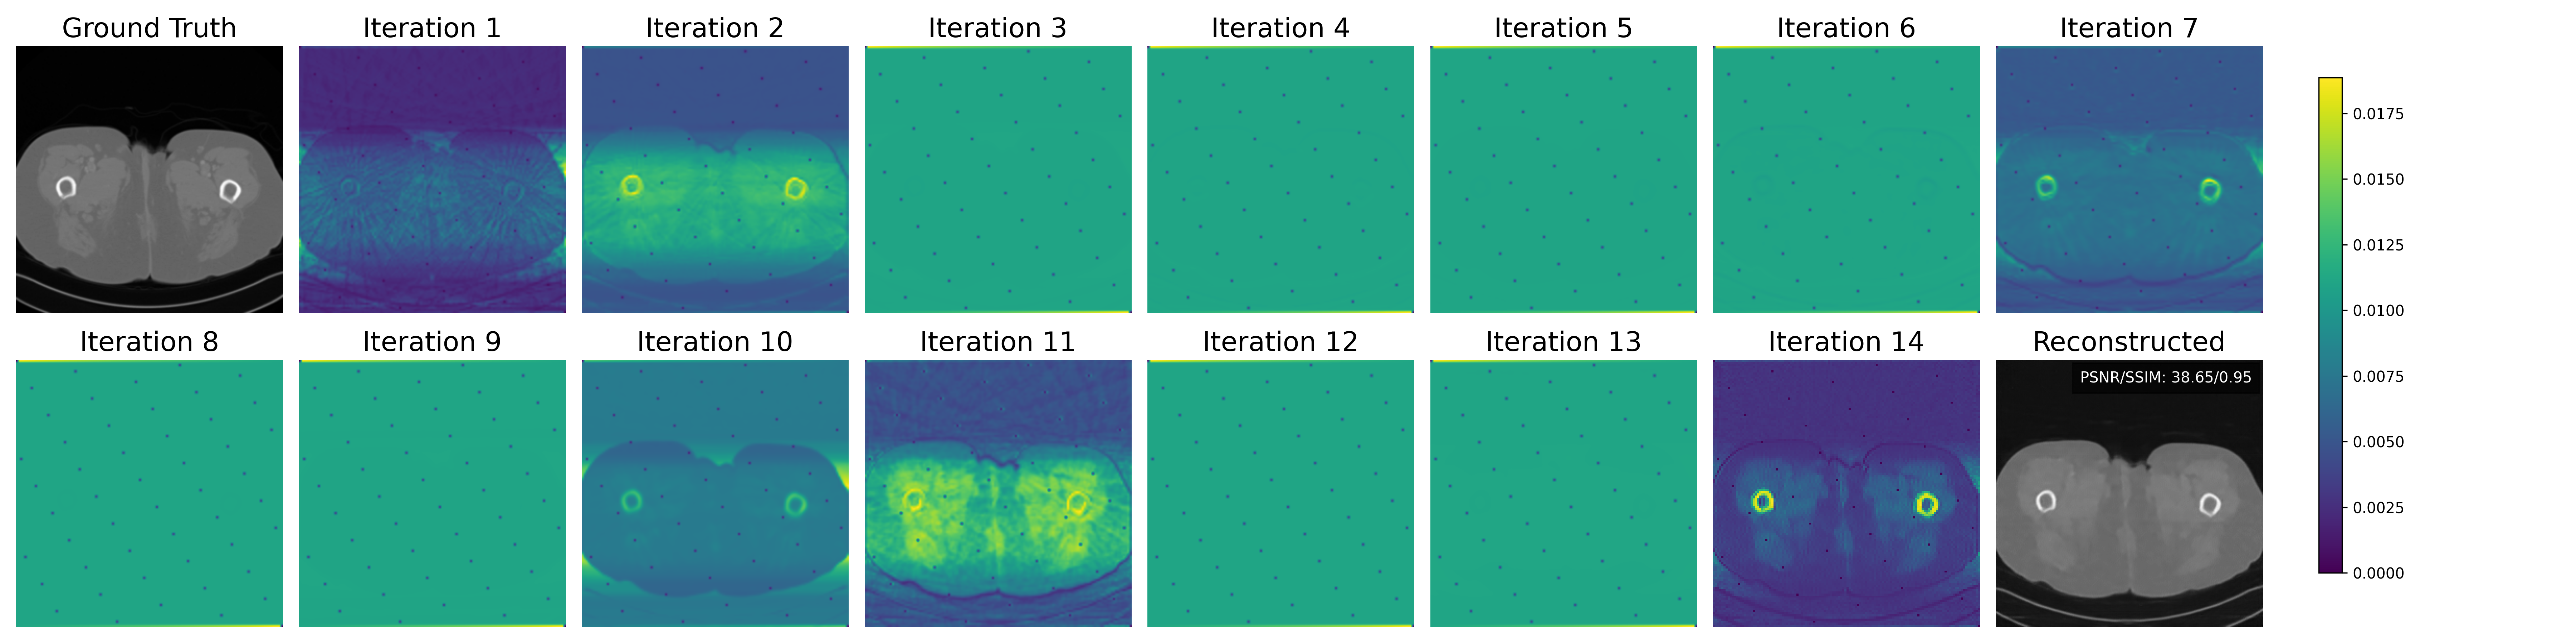 Ground Truth
Iteration 1
Iteration 2
Iteration 3
Iteration 4
Iteration 5
Iteration 6
Iteration 7
0.0175
0.0150
0.0125
0.0100
0.0075
0.0050
0.0025
0.0000
Iteration 8
Iteration 9
Iteration 10
Iteration 11
Iteration 12
Iteration 13
Iteration 14
Reconstructed
PSNR/SSIM: 38.65/0.95